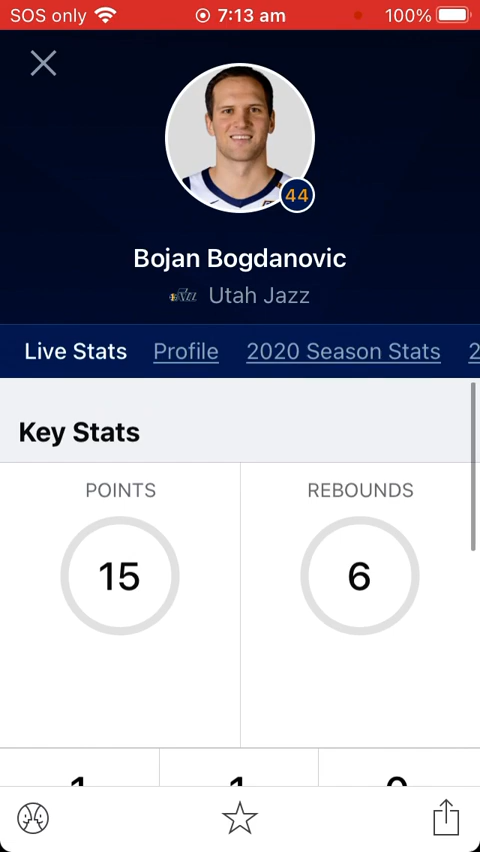 SOS only 7:13 am 100%
44
Bojan Bogdanovic
Utah Jazz
Live Stats Profile 2020 Season Stats 2
Key Stats
POINTS REBOUNDS
15 6